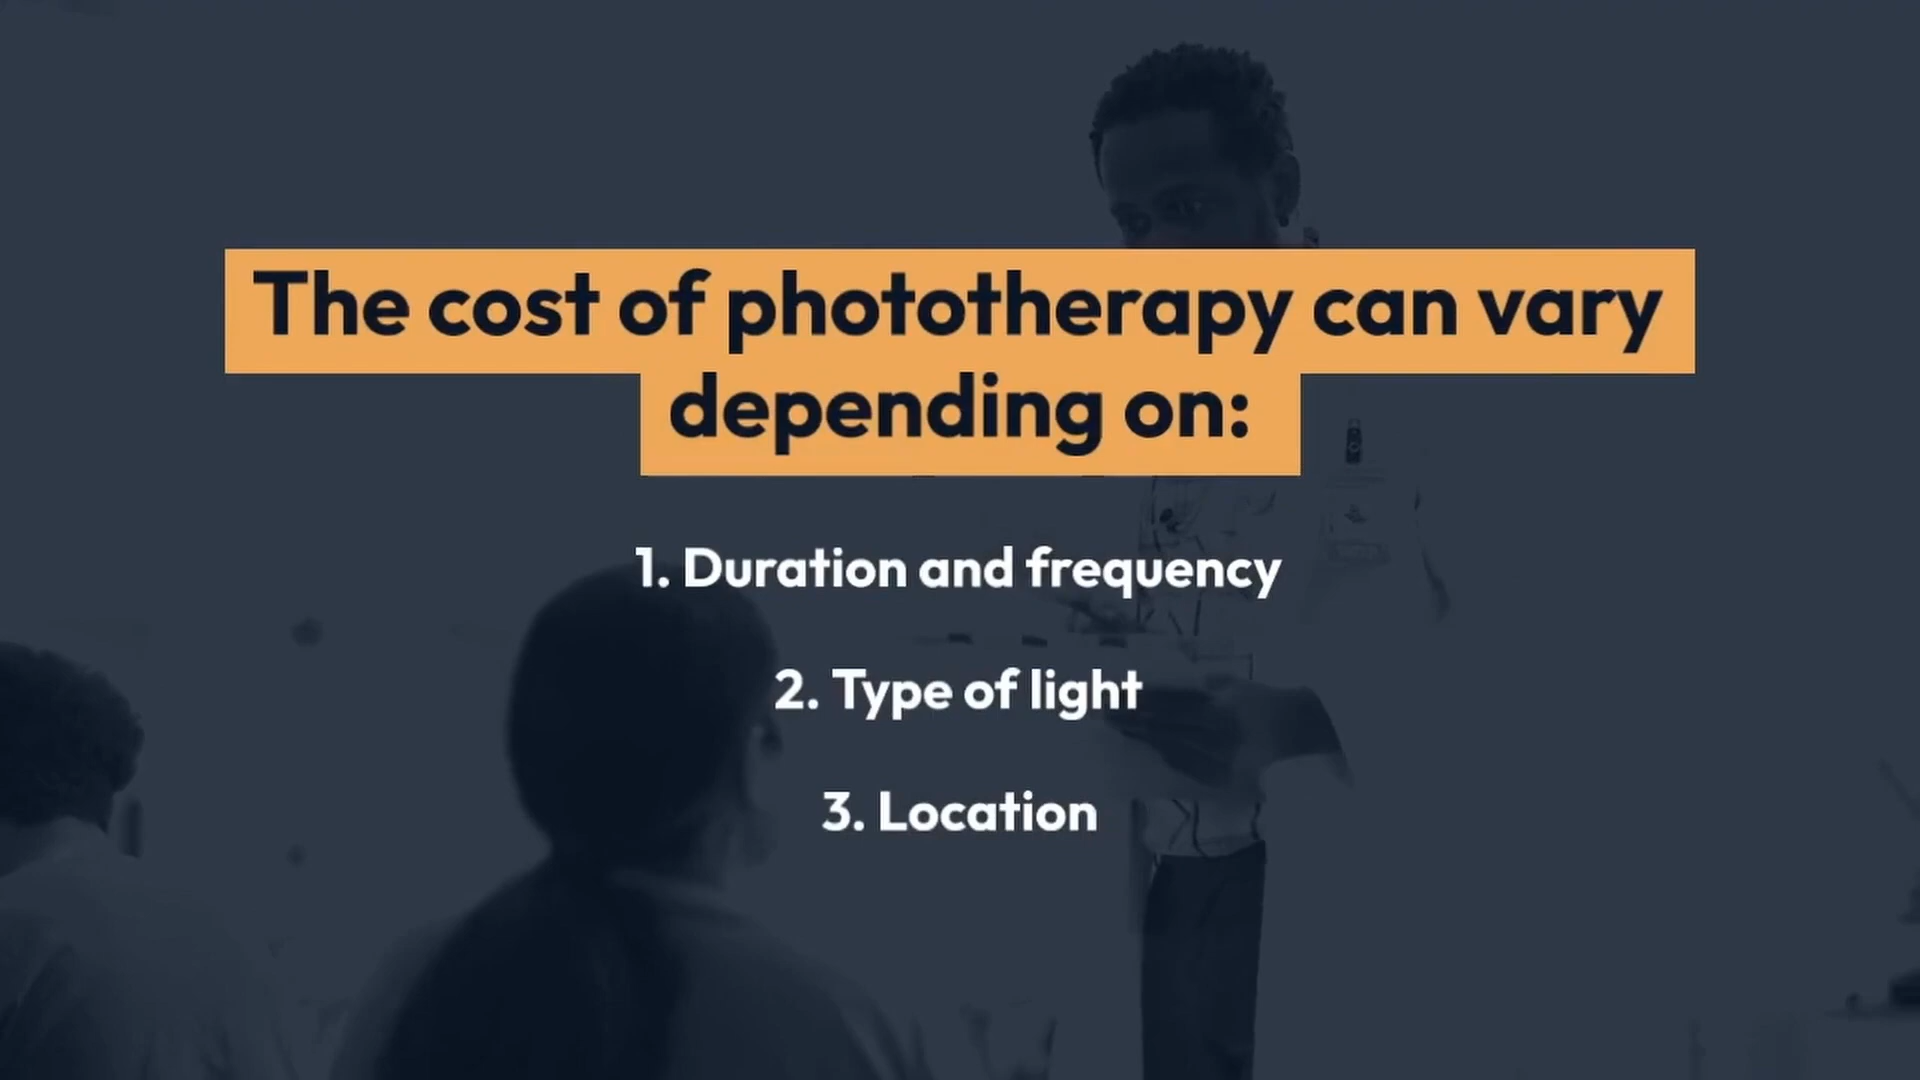 The cost of phototherapy can vary
depending on:
1. Duration and frequency
2. Type of light
3. Location